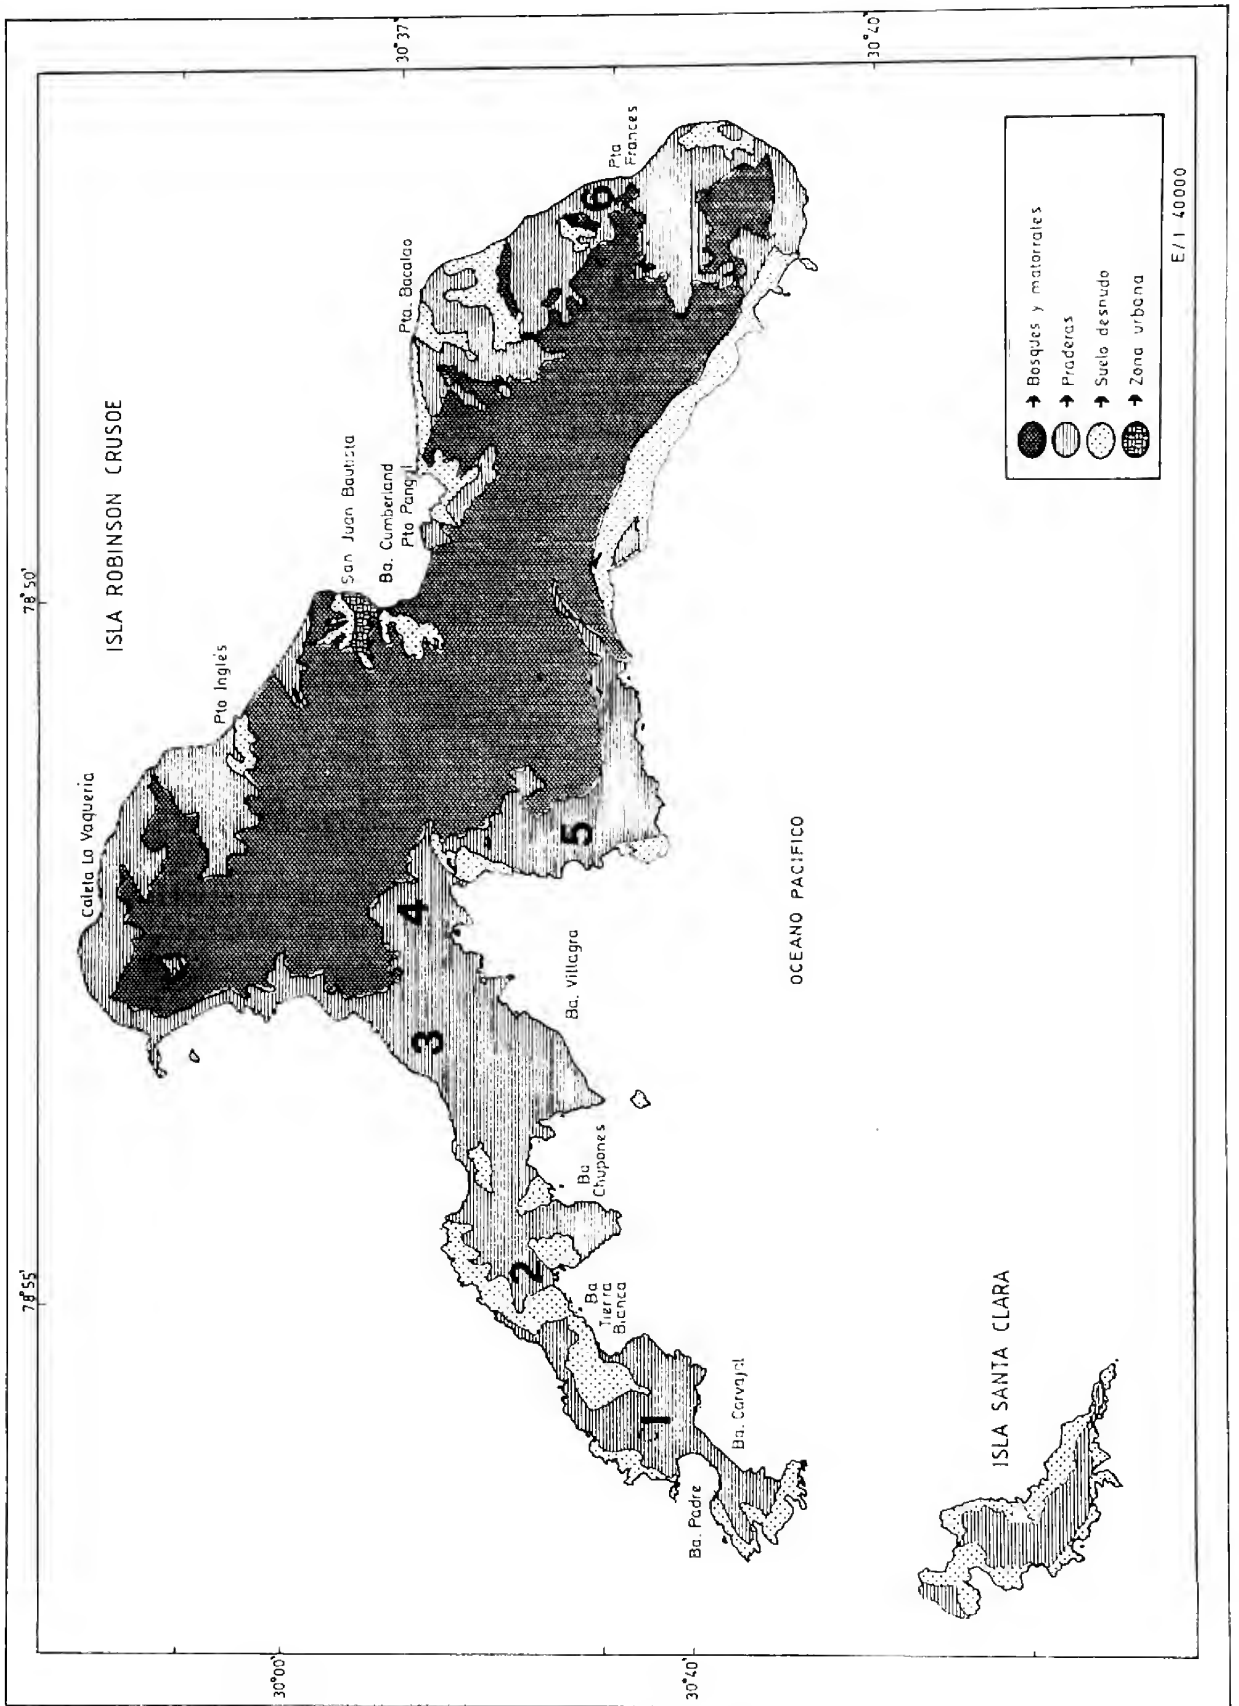 78°55'
78°50'
ISLA ROBINSON CRUSOE
Caleta La Vaqueria
Pto Inglés
San Juan Bautista
Ba. Cumberland
Pto Pangal
Pta. Bacalao
Pta
Frances
30°37
30°40'
30°00'
30°40'
1
2
3
4
5
6
Ba. Padre
Ba. Carvajal
Ba
Tierra
Blanca
Ba
Chupones
Ba. Villagra
OCEANO PACIFICO
ISLA SANTA CLARA
→ Bosques y matorrales
→ Praderas
→ Suelo desnudo
→ Zona urbana
E/1 40000